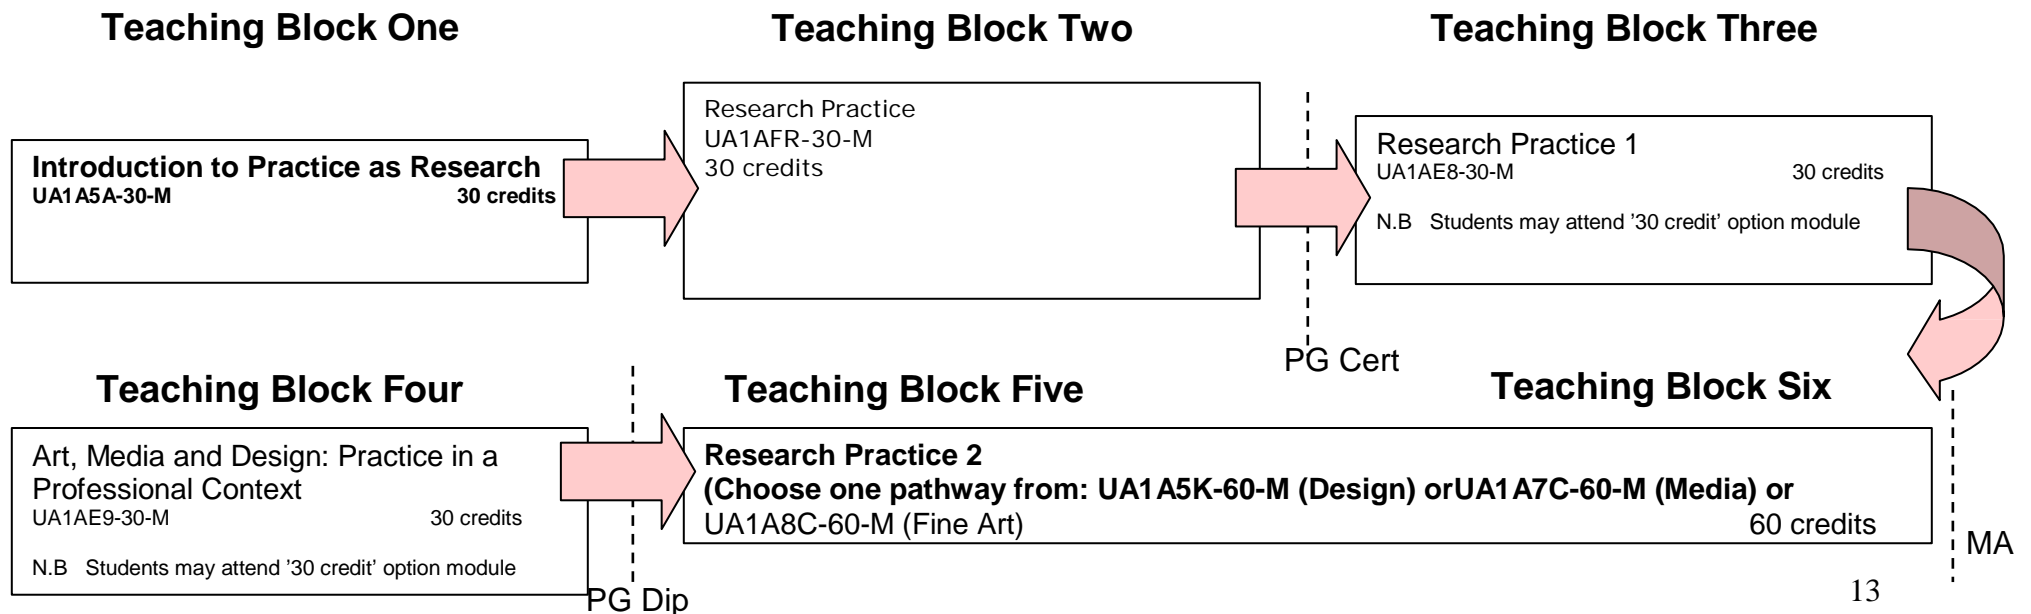 Teaching Block One
Teaching Block Two
Teaching Block Three
Introduction to Practice as Research
UA1A5A-30-M 30 credits
Research Practice
UA1AFR-30-M
30 credits
Research Practice 1
UA1AE8-30-M 30 credits
N.B Students may attend '30 credit' option module
PG Cert
Teaching Block Four
Teaching Block Five
Teaching Block Six
Art, Media and Design: Practice in a
Professional Context
UA1AE9-30-M 30 credits
N.B Students may attend '30 credit' option module
PG Dip
Research Practice 2
(Choose one pathway from: UA1A5K-60-M (Design) orUA1A7C-60-M (Media) or
UA1A8C-60-M (Fine Art) 60 credits
MA
13